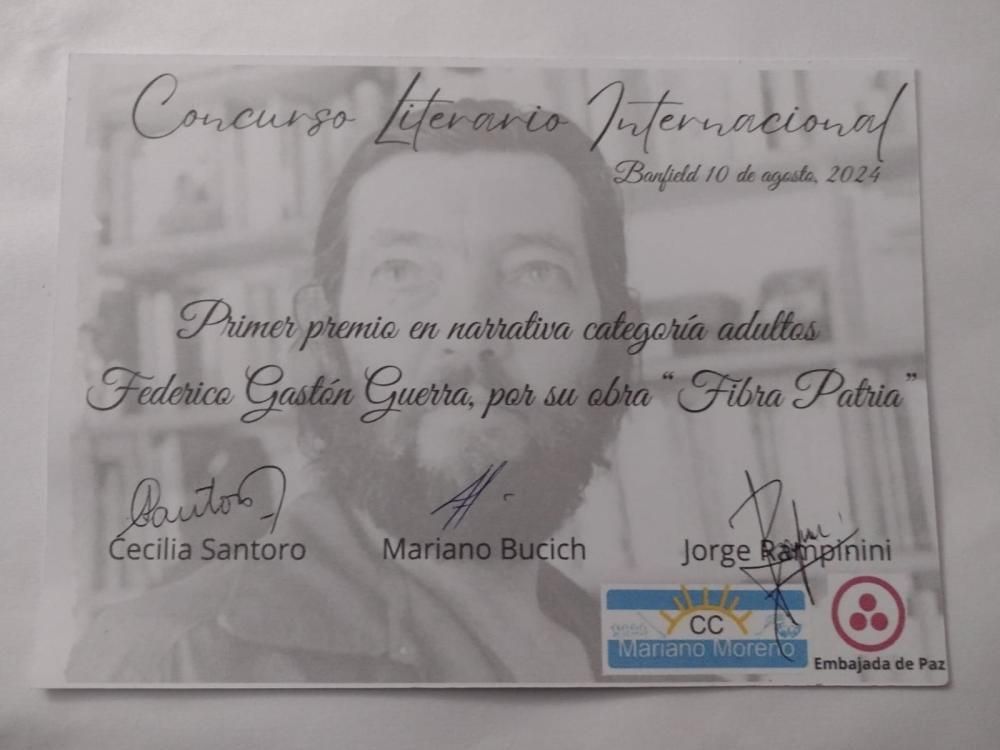 Concurso Literario Internacional
Banfield 10 de agosto, 2024
Primer premio en narrativa categoría adultos
Federico Gastón Guerra, por su obra “Fibra Patria”
Santoro
Cecilia Santoro
Mariano Bucich
Jorge Rampinini
CC
Mariano Moreno
Embajada de Paz